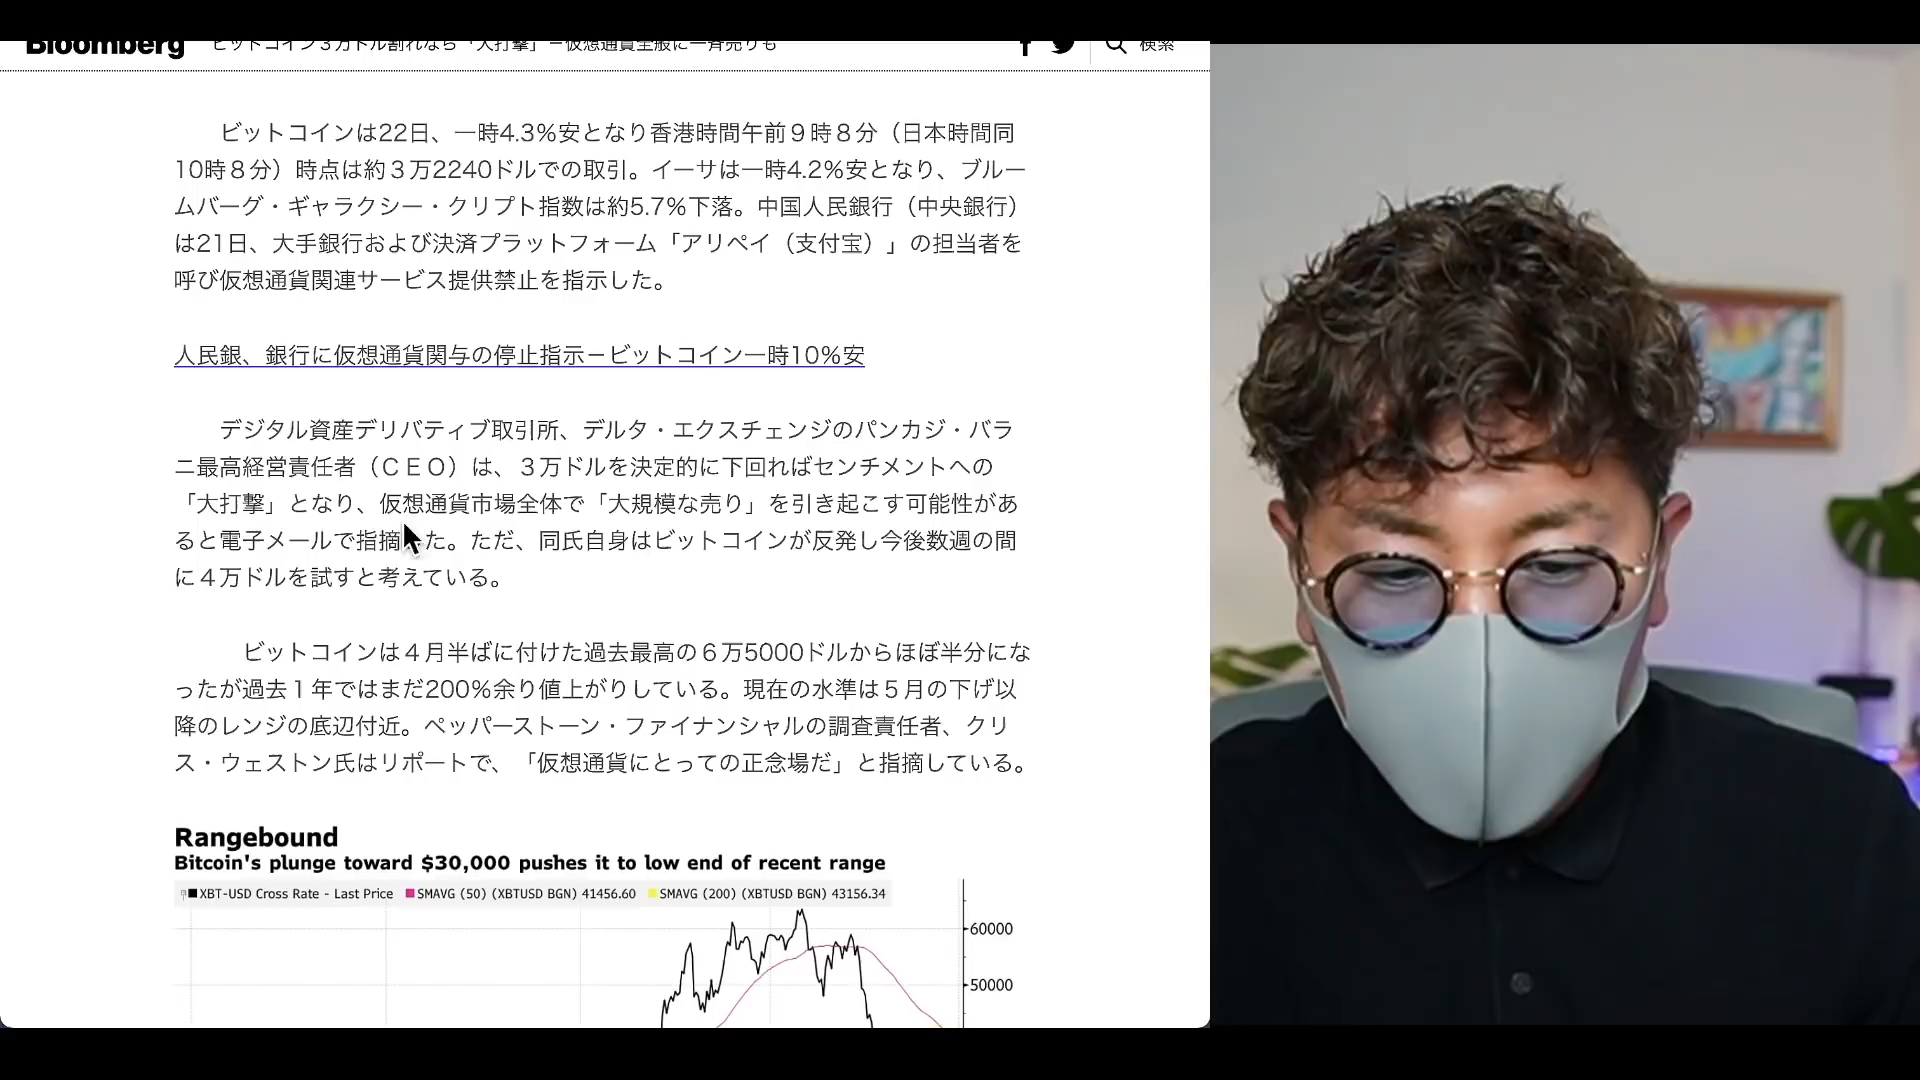 Bloomberg ビットコイン３万ドル割れなら「大打撃」－仮想通貨全般に一斉売りも 検索
ビットコインは22日、一時4.3％安となり香港時間午前９時８分（日本時間同
10時８分）時点は約３万2240ドルでの取引。イーサは一時4.2％安となり、ブルー
ムバーグ・ギャラクシー・クリプト指数は約5.7％下落。中国人民銀行（中央銀行）
は21日、大手銀行および決済プラットフォーム「アリペイ（支付宝）」の担当者を
呼び仮想通貨関連サービス提供禁止を指示した。
人民銀、銀行に仮想通貨関与の停止指示－ビットコイン一時10％安
デジタル資産デリバティブ取引所、デルタ・エクスチェンジのパンカジ・バラ
ニ最高経営責任者（ＣＥＯ）は、３万ドルを決定的に下回ればセンチメントへの
「大打撃」となり、仮想通貨市場全体で「大規模な売り」を引き起こす可能性があ
ると電子メールで指摘した。ただ、同氏自身はビットコインが反発し今後数週の間
に４万ドルを試すと考えている。
ビットコインは４月半ばに付けた過去最高の６万5000ドルからほぼ半分にな
ったが過去１年ではまだ200％余り値上がりしている。現在の水準は５月の下げ以
降のレンジの底辺付近。ペッパーストーン・ファイナンシャルの調査責任者、クリ
ス・ウェストン氏はリポートで、「仮想通貨にとっての正念場だ」と指摘している。
Rangebound
Bitcoin's plunge toward $30,000 pushes it to low end of recent range
XBT-USD Cross Rate - Last Price SMAVG (50) (XBTUSD BGN) 41456.60 SMAVG (200) (XBTUSD BGN) 43156.34
60000
50000